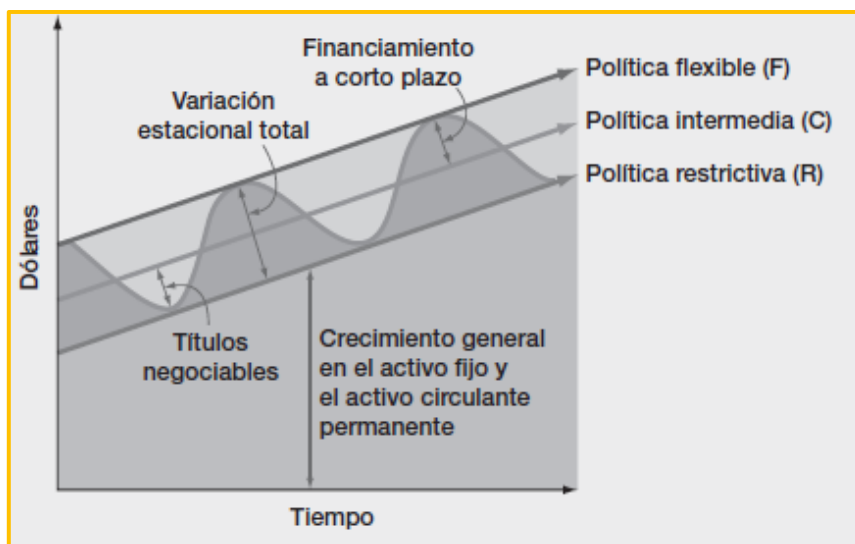 Financiamiento
a corto plazo
Variación
estacional total
Política flexible (F)
Política intermedia (C)
Política restrictiva (R)
Dólares
Títulos
negociables
Crecimiento general
en el activo fijo y
el activo circulante
permanente
Tiempo